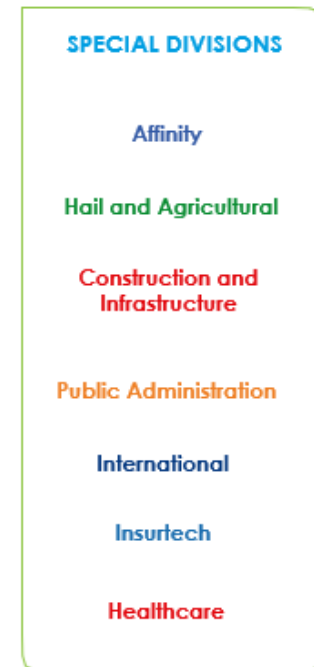 SPECIAL DIVISIONS
Affinity
Hail and Agricultural
Construction and
Infrastructure
Public Administration
International
Insurtech
Healthcare